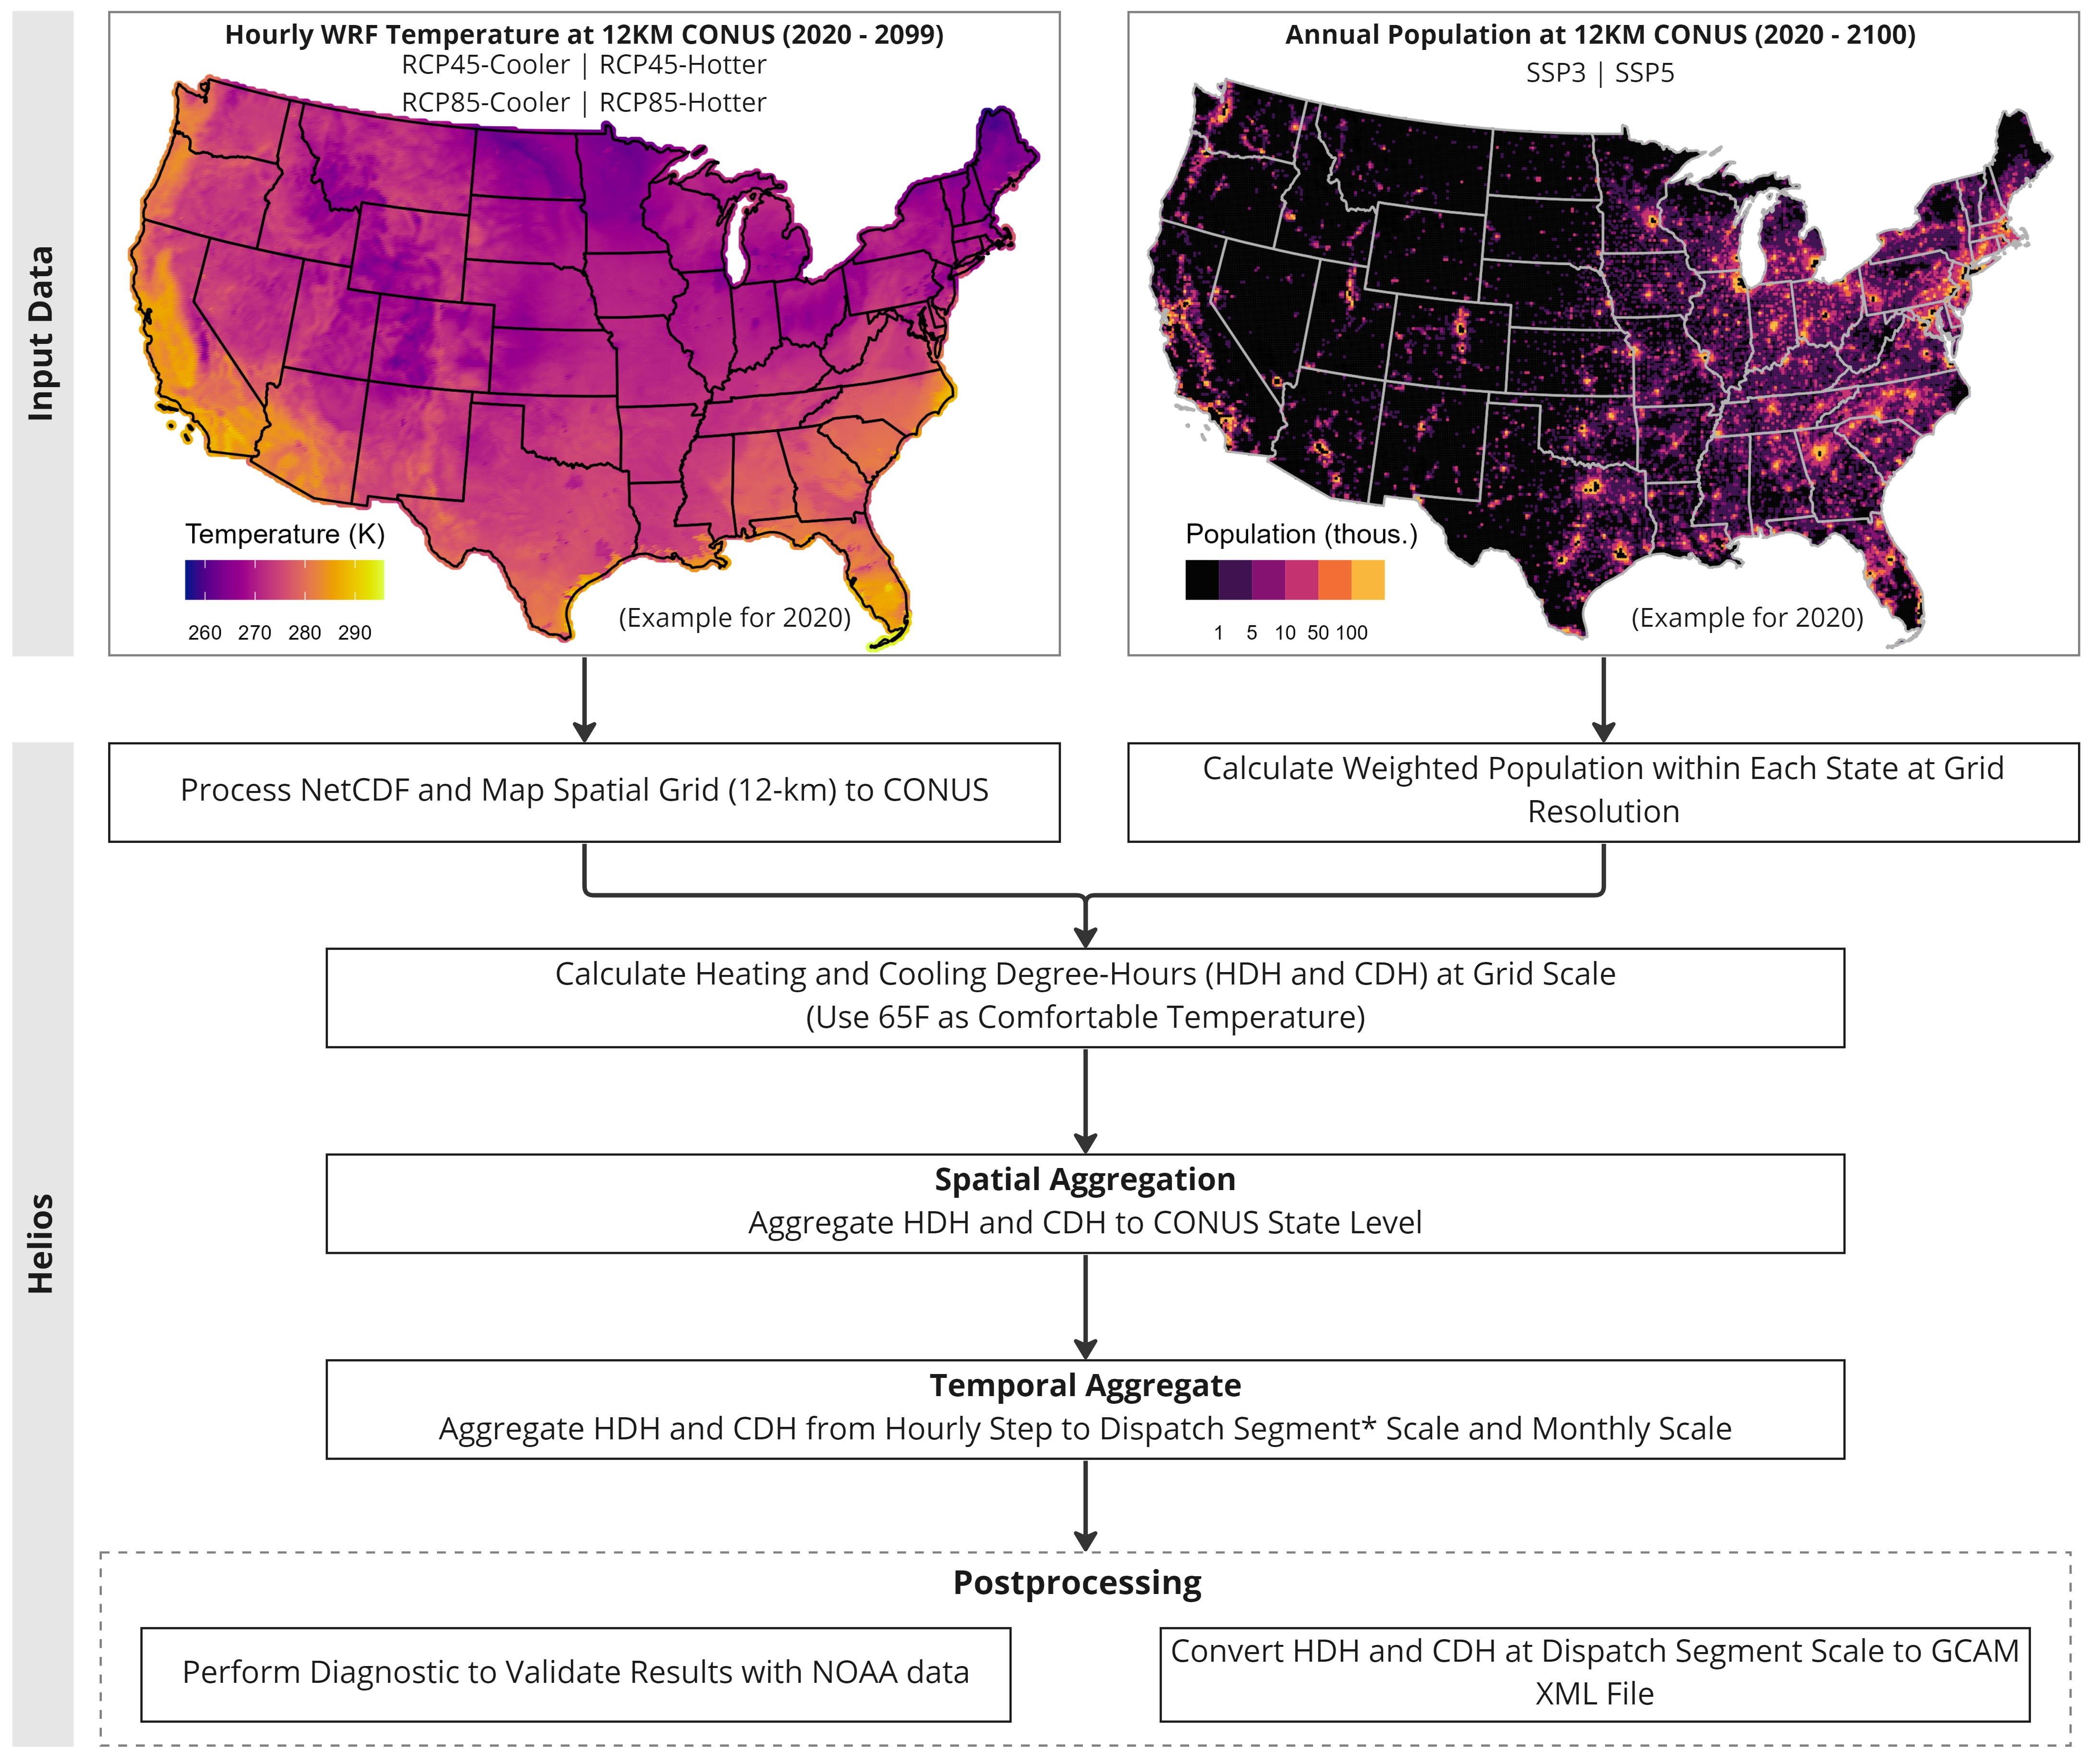 Input Data
Hourly WRF Temperature at 12KM CONUS (2020 - 2099)
RCP45-Cooler | RCP45-Hotter
RCP85-Cooler | RCP85-Hotter
Temperature (K)
260 270 280 290
(Example for 2020)
Annual Population at 12KM CONUS (2020 - 2100)
SSP3 | SSP5
Population (thous.)
1 5 10 50 100
(Example for 2020)
Helios
Process NetCDF and Map Spatial Grid (12-km) to CONUS
Calculate Weighted Population within Each State at Grid
Resolution
Calculate Heating and Cooling Degree-Hours (HDH and CDH) at Grid Scale
(Use 65F as Comfortable Temperature)
Spatial Aggregation
Aggregate HDH and CDH to CONUS State Level
Temporal Aggregate
Aggregate HDH and CDH from Hourly Step to Dispatch Segment* Scale and Monthly Scale
Postprocessing
Perform Diagnostic to Validate Results with NOAA data
Convert HDH and CDH at Dispatch Segment Scale to GCAM
XML File